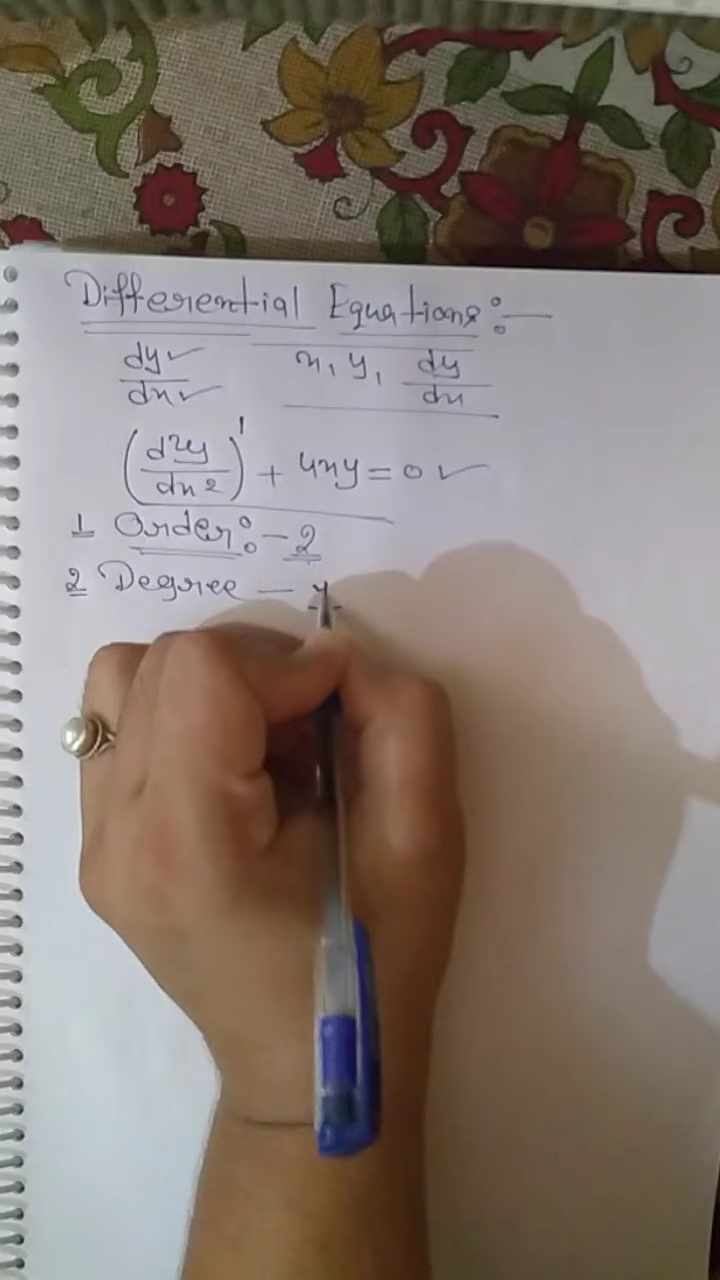 Differential Equations:-
dy/dx x, y, dy/dx
(d²y/dx²)¹ + 4xy = 0
1 Order:- 2
2 Degree —